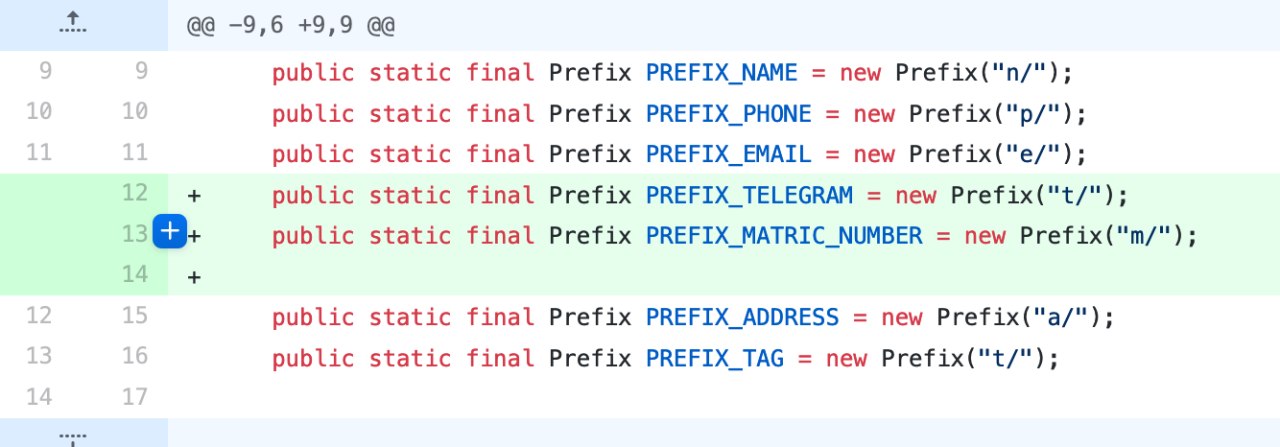 @@ -9,6 +9,9 @@
9 9 public static final Prefix PREFIX_NAME = new Prefix("n/");
10 10 public static final Prefix PREFIX_PHONE = new Prefix("p/");
11 11 public static final Prefix PREFIX_EMAIL = new Prefix("e/");
12 + public static final Prefix PREFIX_TELEGRAM = new Prefix("t/");
13 + public static final Prefix PREFIX_MATRIC_NUMBER = new Prefix("m/");
14 +
12 15 public static final Prefix PREFIX_ADDRESS = new Prefix("a/");
13 16 public static final Prefix PREFIX_TAG = new Prefix("t/");
14 17